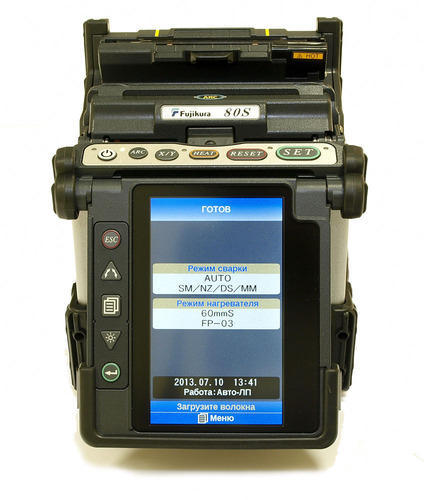 HOT
ARC
Fujikura 80S
ARC X/Y HEAT RESET SET
ГОТОВ
ESC
Режим сварки
AUTO
SM/NZ/DS/MM
Режим нагревателя
60mmS
FP-03
2013.07.10 13:41
Работа:Авто-ЛП
Загрузите волокна
Меню